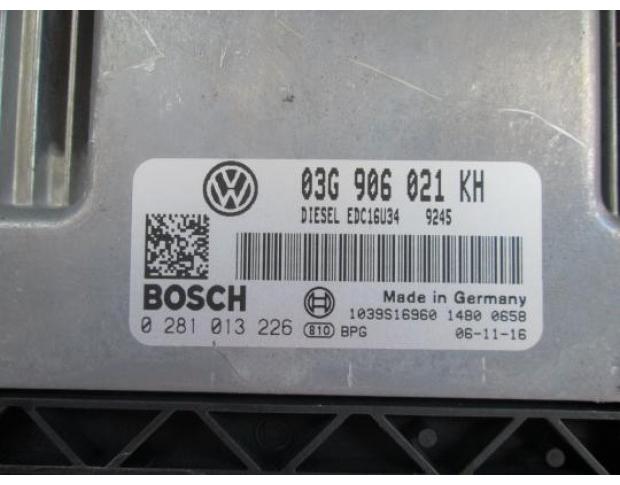 03G 906 021 KH
DIESEL EDC16U34 9245
BOSCH
Made in Germany
1039S16960 1480 0658
0 281 013 226 810 BPG 06-11-16